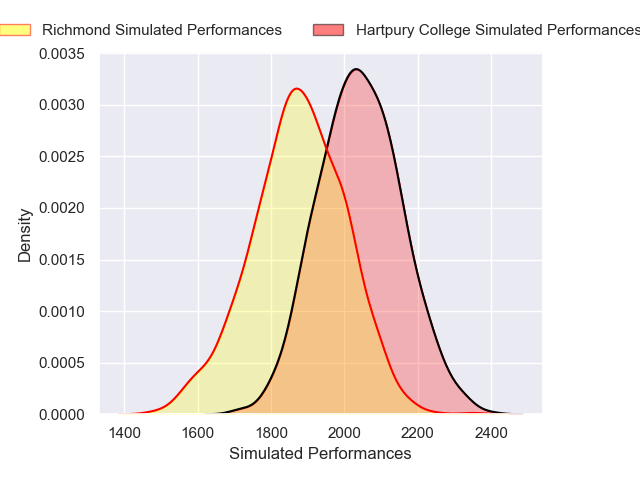 Richmond Simulated Performances
Hartpury College Simulated Performances
0.0035
0.0030
0.0025
0.0020
0.0015
0.0010
0.0005
0.0000
Density
1400 1600 1800 2000 2200 2400
Simulated Performances